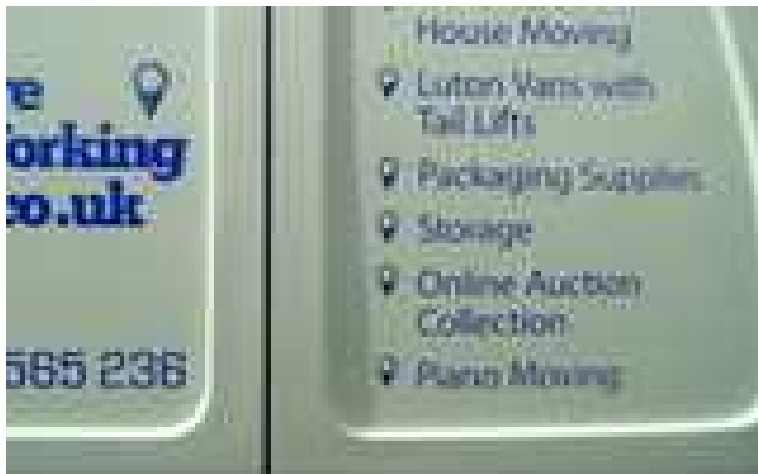 orking
co.uk
565 236
House Moving
Luton Vans with
Tail Lifts
Packaging Supplies
Storage
Online Auction
Collection
Piano Moving